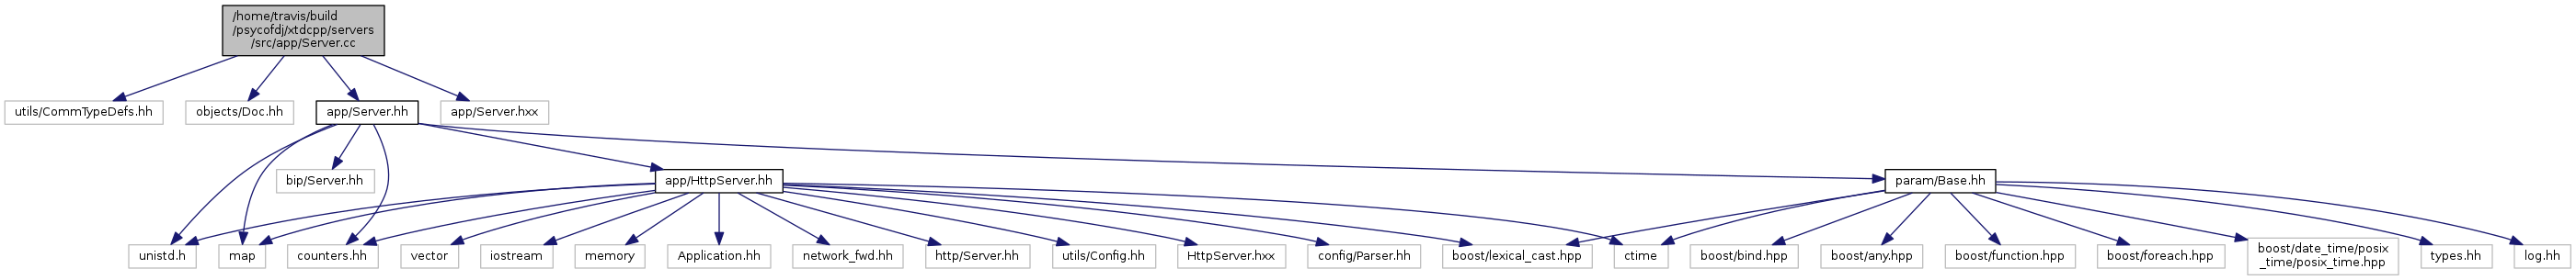 /home/travis/build
/psycofdj/xtdcpp/servers
/src/app/Server.cc
utils/CommTypeDefs.hh
objects/Doc.hh
app/Server.hh
app/Server.hxx
bip/Server.hh
app/HttpServer.hh
param/Base.hh
unistd.h
map
counters.hh
vector
iostream
memory
Application.hh
network_fwd.hh
http/Server.hh
utils/Config.hh
HttpServer.hxx
config/Parser.hh
boost/lexical_cast.hpp
ctime
boost/bind.hpp
boost/any.hpp
boost/function.hpp
boost/foreach.hpp
boost/date_time/posix
_time/posix_time.hpp
types.hh
log.hh